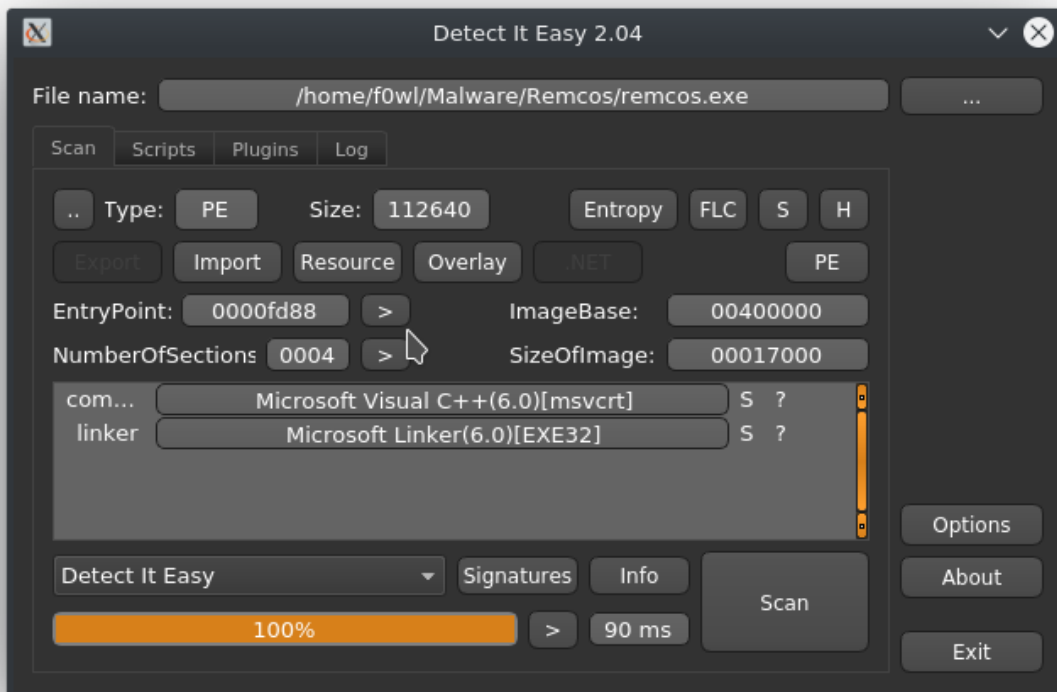 Detect It Easy 2.04
File name: /home/f0wl/Malware/Remcos/remcos.exe ...
Scan Scripts Plugins Log
.. Type: PE Size: 112640 Entropy FLC S H
Export Import Resource Overlay .NET PE
EntryPoint: 0000fd88 > ImageBase: 00400000
NumberOfSections 0004 > SizeOfImage: 00017000
com... Microsoft Visual C++(6.0)[msvcrt] S ?
linker Microsoft Linker(6.0)[EXE32] S ?
Options
Detect It Easy Signatures Info Scan About
100% > 90 ms
Exit